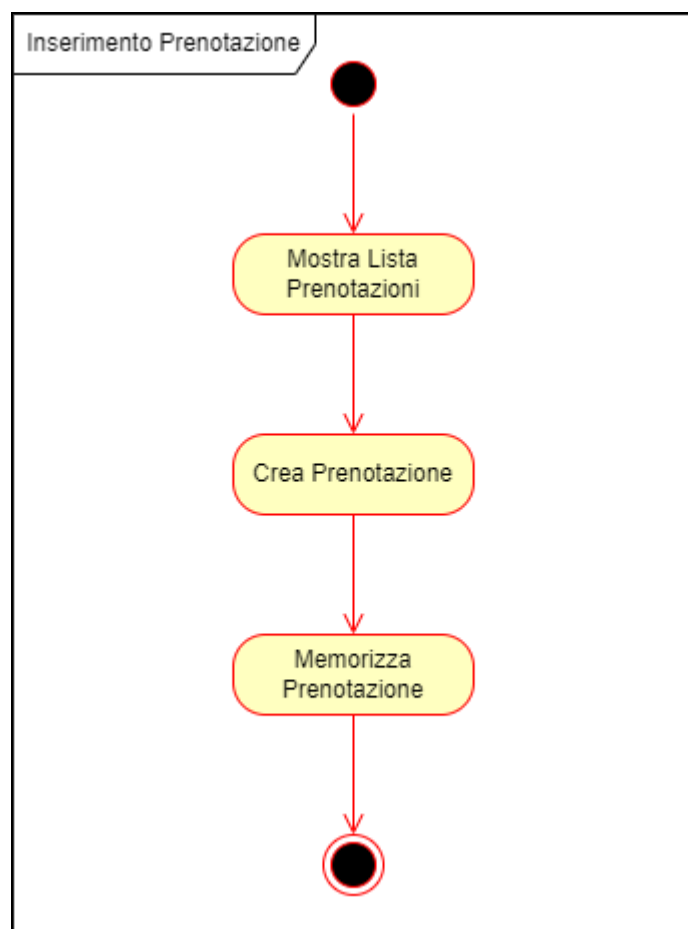 Inserimento Prenotazione
Mostra Lista
Prenotazioni
Crea Prenotazione
Memorizza
Prenotazione